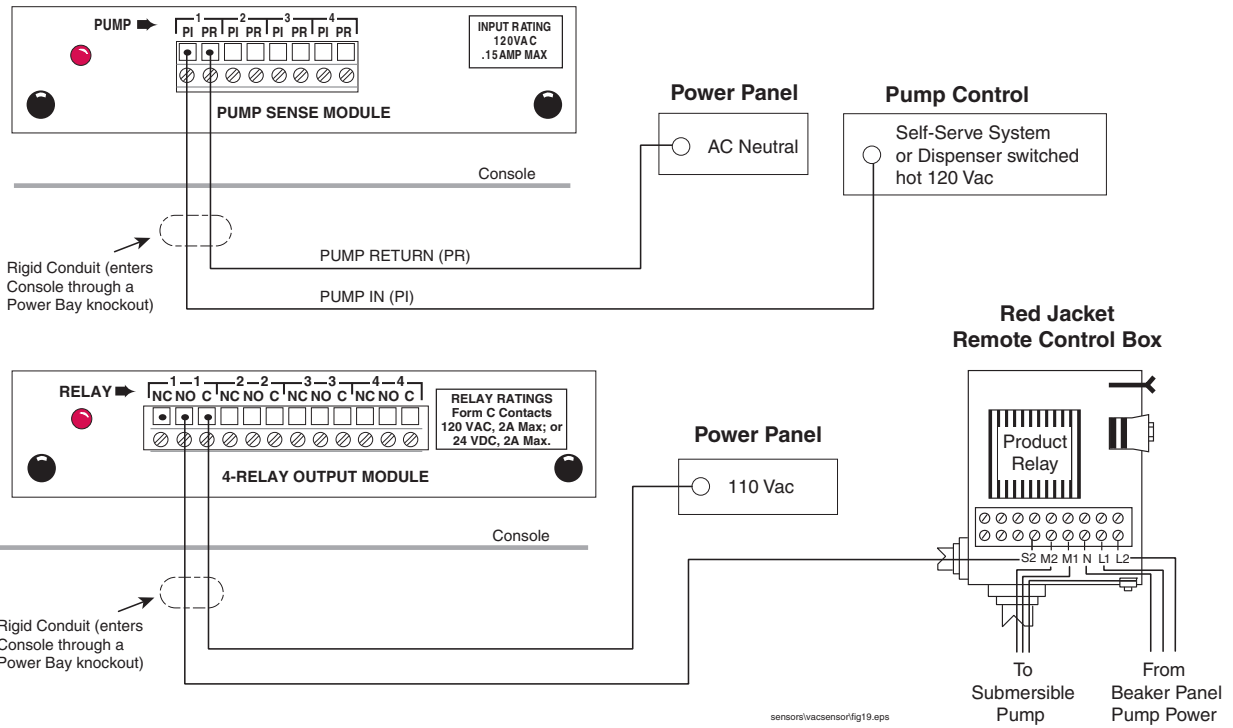 PUMP
1 2 3 4
PI PR PI PR PI PR PI PR
INPUT RATING
120VAC
.15AMP MAX
PUMP SENSE MODULE
Console
Power Panel
AC Neutral
Pump Control
Self-Serve System
or Dispenser switched
hot 120 Vac
Rigid Conduit (enters
Console through a
Power Bay knockout)
PUMP RETURN (PR)
PUMP IN (PI)
Red Jacket
Remote Control Box
RELAY
1 1 2 2 3 3 4 4
NC NO C NC NO C NC NO C NC NO C
RELAY RATINGS
Form C Contacts
120 VAC, 2A Max; or
24 VDC, 2A Max.
4-RELAY OUTPUT MODULE
Console
Power Panel
110 Vac
Product
Relay
S2 M2 M1 N L1 L2
Rigid Conduit (enters
Console through a
Power Bay knockout)
To
Submersible
Pump
From
Beaker Panel
Pump Power
sensors\vacsensor\fig19.eps